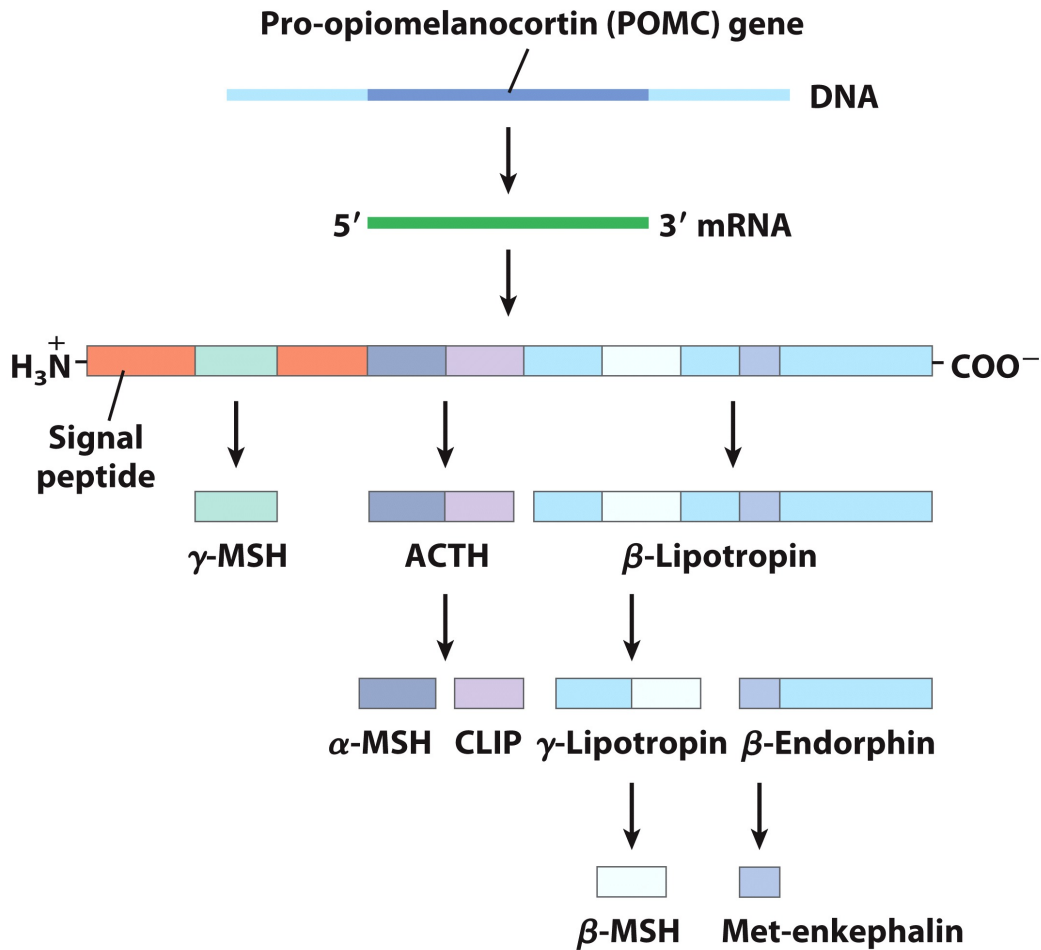 Pro-opiomelanocortin (POMC) gene
DNA
5′ 3′ mRNA
H₃N⁺ COO⁻
Signal
peptide
γ-MSH ACTH β-Lipotropin
α-MSH CLIP γ-Lipotropin β-Endorphin
β-MSH Met-enkephalin